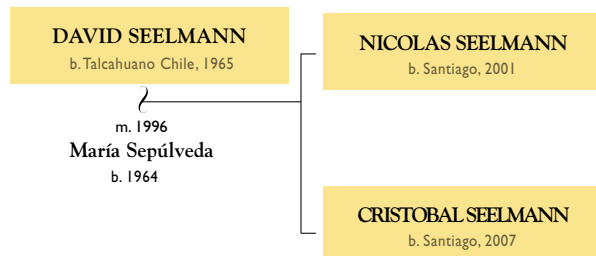 DAVID SEELMANN
b. Talcahuano Chile, 1965
m. 1996
María Sepúlveda
b. 1964
NICOLAS SEELMANN
b. Santiago, 2001
CRISTOBAL SEELMANN
b. Santiago, 2007